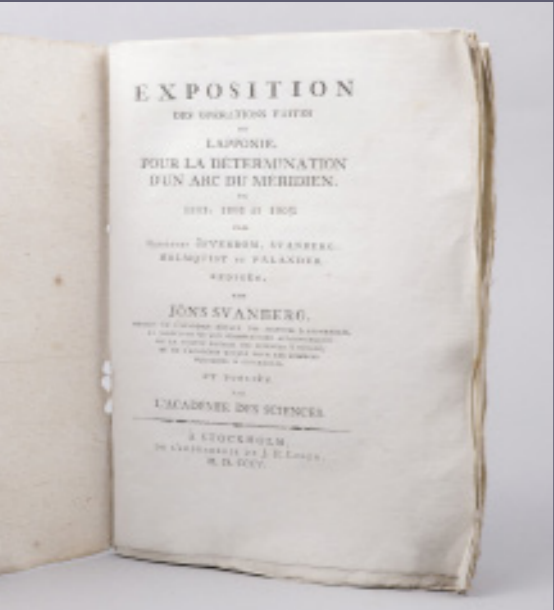 EXPOSITION
DES OPERATIONS FAITES
EN
LAPPONIE,
POUR LA DÉTERMINATION
D'UN ARC DU MÉRIDIEN,
EN
1801, 1802 ET 1803;
PAR
Messieurs ÖFVERBOM, SVANBERG,
HOLMQUIST ET PALANDER.
RÉDIGÉE,
PAR
JÖNS SVANBERG,
ET PUBLIÉE
PAR
L'ACADÉMIE DES SCIENCES.
À STOCKHOLM,
DE L'IMPRIMERIE DE J. P. LINDH,
M. D. CCCV.